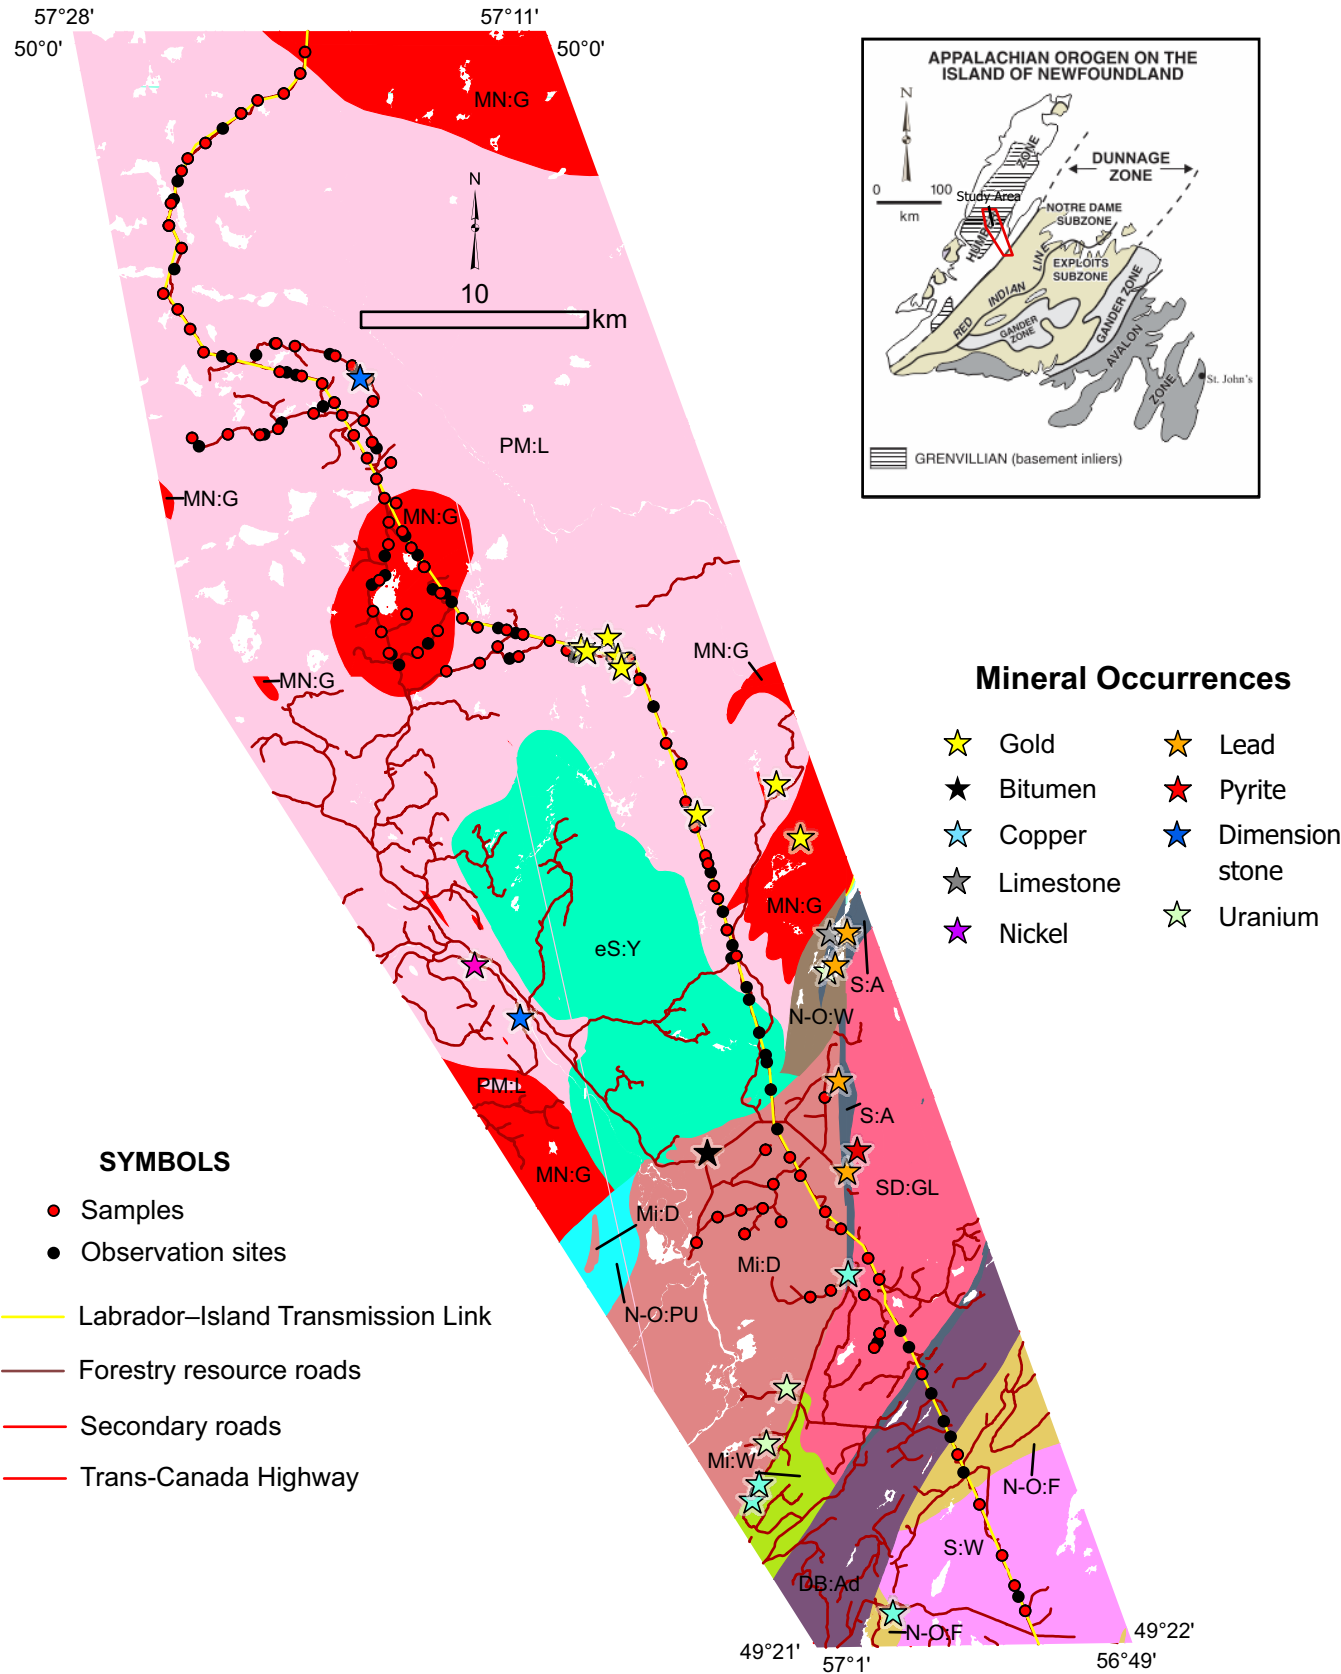 57°28'
57°11'
50°0'
50°0'
MN:G
N
10
km
PM:L
MN:G
MN:G
MN:G
MN:G
MN:G
eS:Y
S:A
N-O:W
PM:L
S:A
MN:G
SD:GL
Mi:D
Mi:D
N-O:PU
Mi:W
N-O:F
S:W
DB:Ad
N-O:F
49°21'
57°1'
49°22'
56°49'
APPALACHIAN OROGEN ON THE
ISLAND OF NEWFOUNDLAND
N
0 100
km
Study Area
ZONE
DUNNAGE
ZONE
NOTRE DAME
SUBZONE
EXPLOITS
SUBZONE
RED INDIAN LINE
GANDER
ZONE
GANDER ZONE
AVALON
ZONE
St. John's
GRENVILLIAN (basement inliers)
Mineral Occurrences
Gold
Bitumen
Copper
Limestone
Nickel
Lead
Pyrite
Dimension
stone
Uranium
SYMBOLS
Samples
Observation sites
Labrador–Island Transmission Link
Forestry resource roads
Secondary roads
Trans-Canada Highway